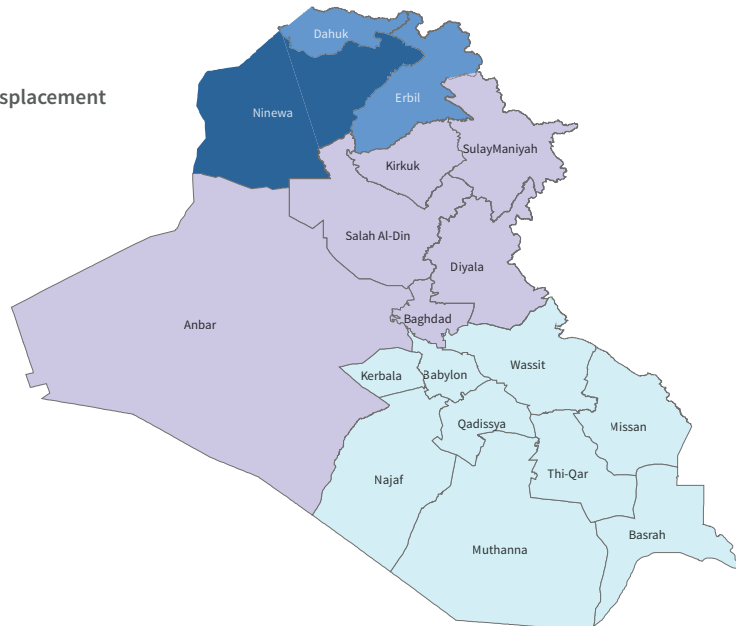 Dahuk
splacement
Erbil
Ninewa
SulayManiyah
Kirkuk
Salah Al-Din
Diyala
Baghdad
Anbar
Wassit
Kerbala
Babylon
Qadissya
Missan
Thi-Qar
Najaf
Basrah
Muthanna